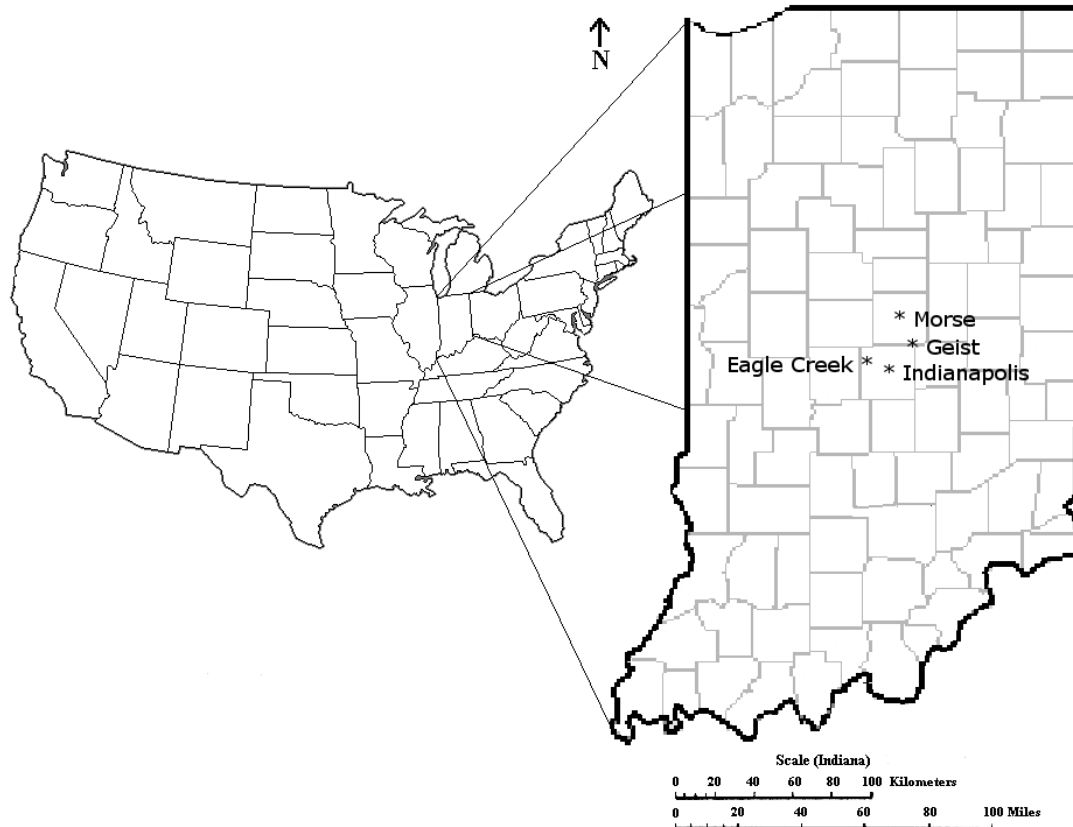 N
* Morse
* Geist
Eagle Creek *
* Indianapolis
Scale (Indiana)
0 20 40 60 80 100 Kilometers
0 20 40 60 80 100 Miles